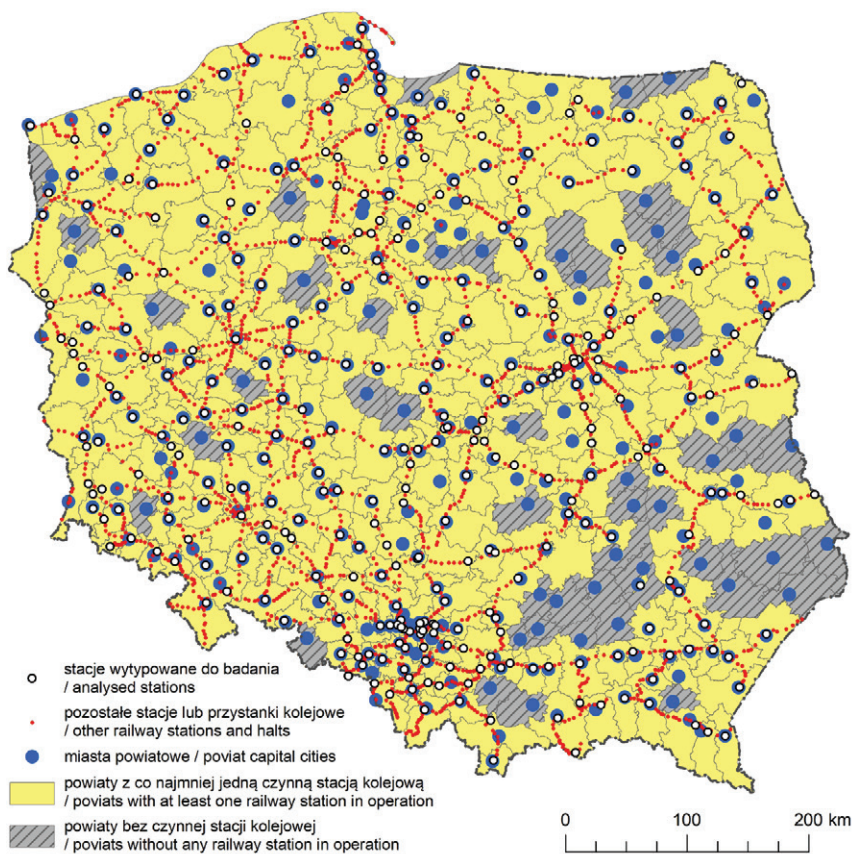 stacje wytypowane do badania
/ analysed stations
pozostałe stacje lub przystanki kolejowe
/ other railway stations and halts
miasta powiatowe / poviat capital cities
powiaty z co najmniej jedną czynną stacją kolejową
/ poviats with at least one railway station in operation
powiaty bez czynnej stacji kolejowej
/ poviats without any railway station in operation
0 100 200 km